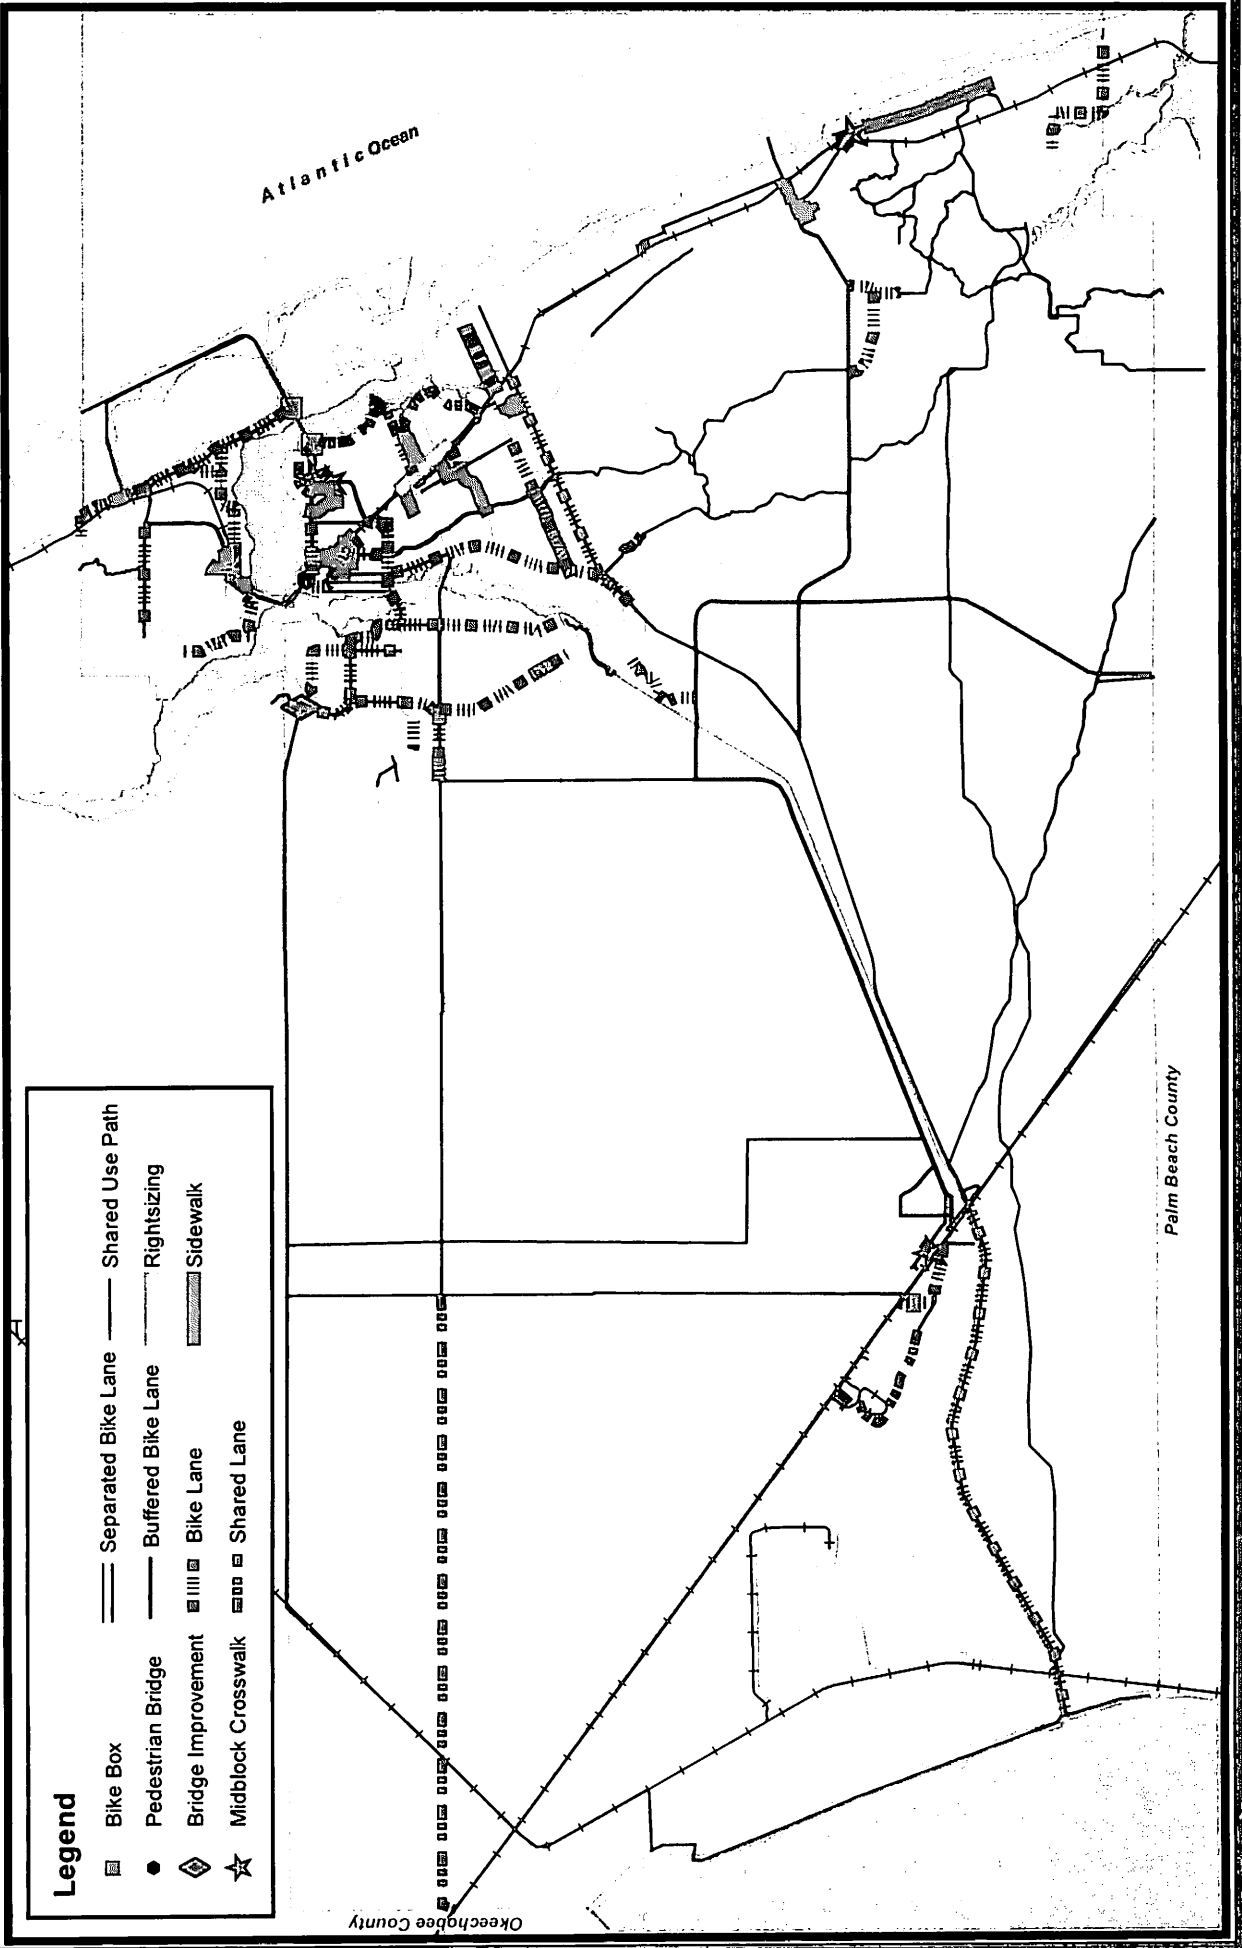 Legend
Bike Box
Pedestrian Bridge
Bridge Improvement
Midblock Crosswalk
Separated Bike Lane
Buffered Bike Lane
Bike Lane
Shared Lane
Shared Use Path
Rightsizing
Sidewalk
Atlantic Ocean
Okeechobee County
Palm Beach County